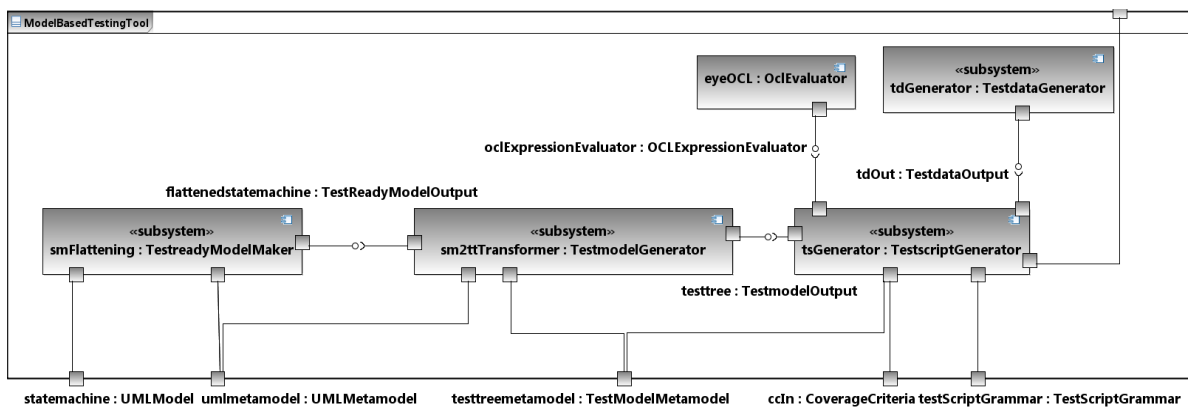 ModelBasedTestingTool
eyeOCL : OclEvaluator
«subsystem»
tdGenerator : TestdataGenerator
oclExpressionEvaluator : OCLExpressionEvaluator
tdOut : TestdataOutput
flattenedstatemachine : TestReadyModelOutput
«subsystem»
smFlattening : TestreadyModelMaker
«subsystem»
sm2ttTransformer : TestmodelGenerator
«subsystem»
tsGenerator : TestscriptGenerator
testtree : TestmodelOutput
statemachine : UMLModel
umlmetamodel : UMLMetamodel
testtreemetamodel : TestModelMetamodel
ccIn : CoverageCriteria
testScriptGrammar : TestScriptGrammar